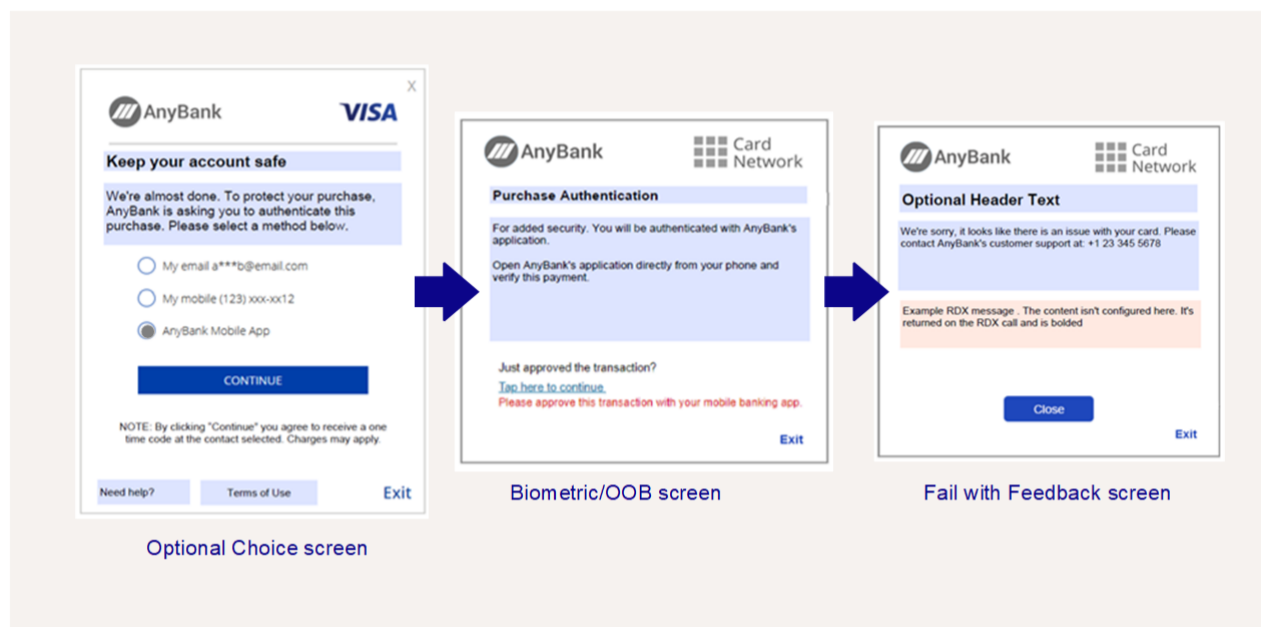 X
AnyBank
VISA
Keep your account safe
We're almost done. To protect your purchase,
AnyBank is asking you to authenticate this
purchase. Please select a method below.
My email a***b@email.com
My mobile (123) xxx-xx12
AnyBank Mobile App
CONTINUE
NOTE: By clicking "Continue" you agree to receive a one
time code at the contact selected. Charges may apply.
Need help?
Terms of Use
Exit
Optional Choice screen
AnyBank
Card
Network
Purchase Authentication
For added security. You will be authenticated with AnyBank's
application.
Open AnyBank's application directly from your phone and
verify this payment.
Just approved the transaction?
Tap here to continue.
Please approve this transaction with your mobile banking app.
Exit
Biometric/OOB screen
AnyBank
Card
Network
Optional Header Text
We're sorry, it looks like there is an issue with your card. Please
contact AnyBank's customer support at: +1 23 345 5678
Example RDX message . The content isn't configured here. It's
returned on the RDX call and is bolded
Close
Exit
Fail with Feedback screen